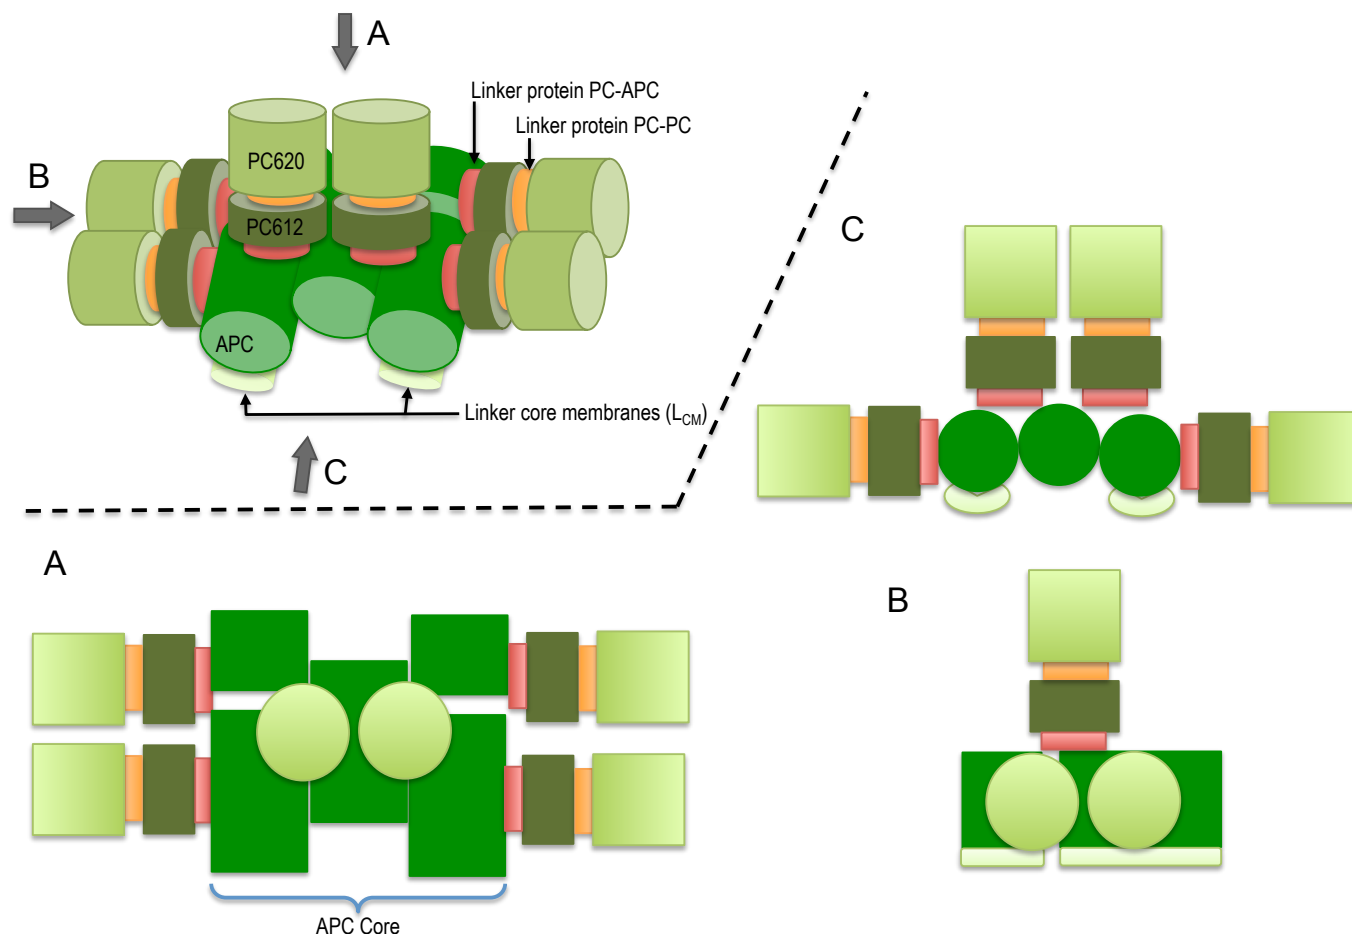 A
Linker protein PC-APC
Linker protein PC-PC
PC620
B
PC612
C
APC
Linker core membranes (LCM)
C
A
B
APC Core